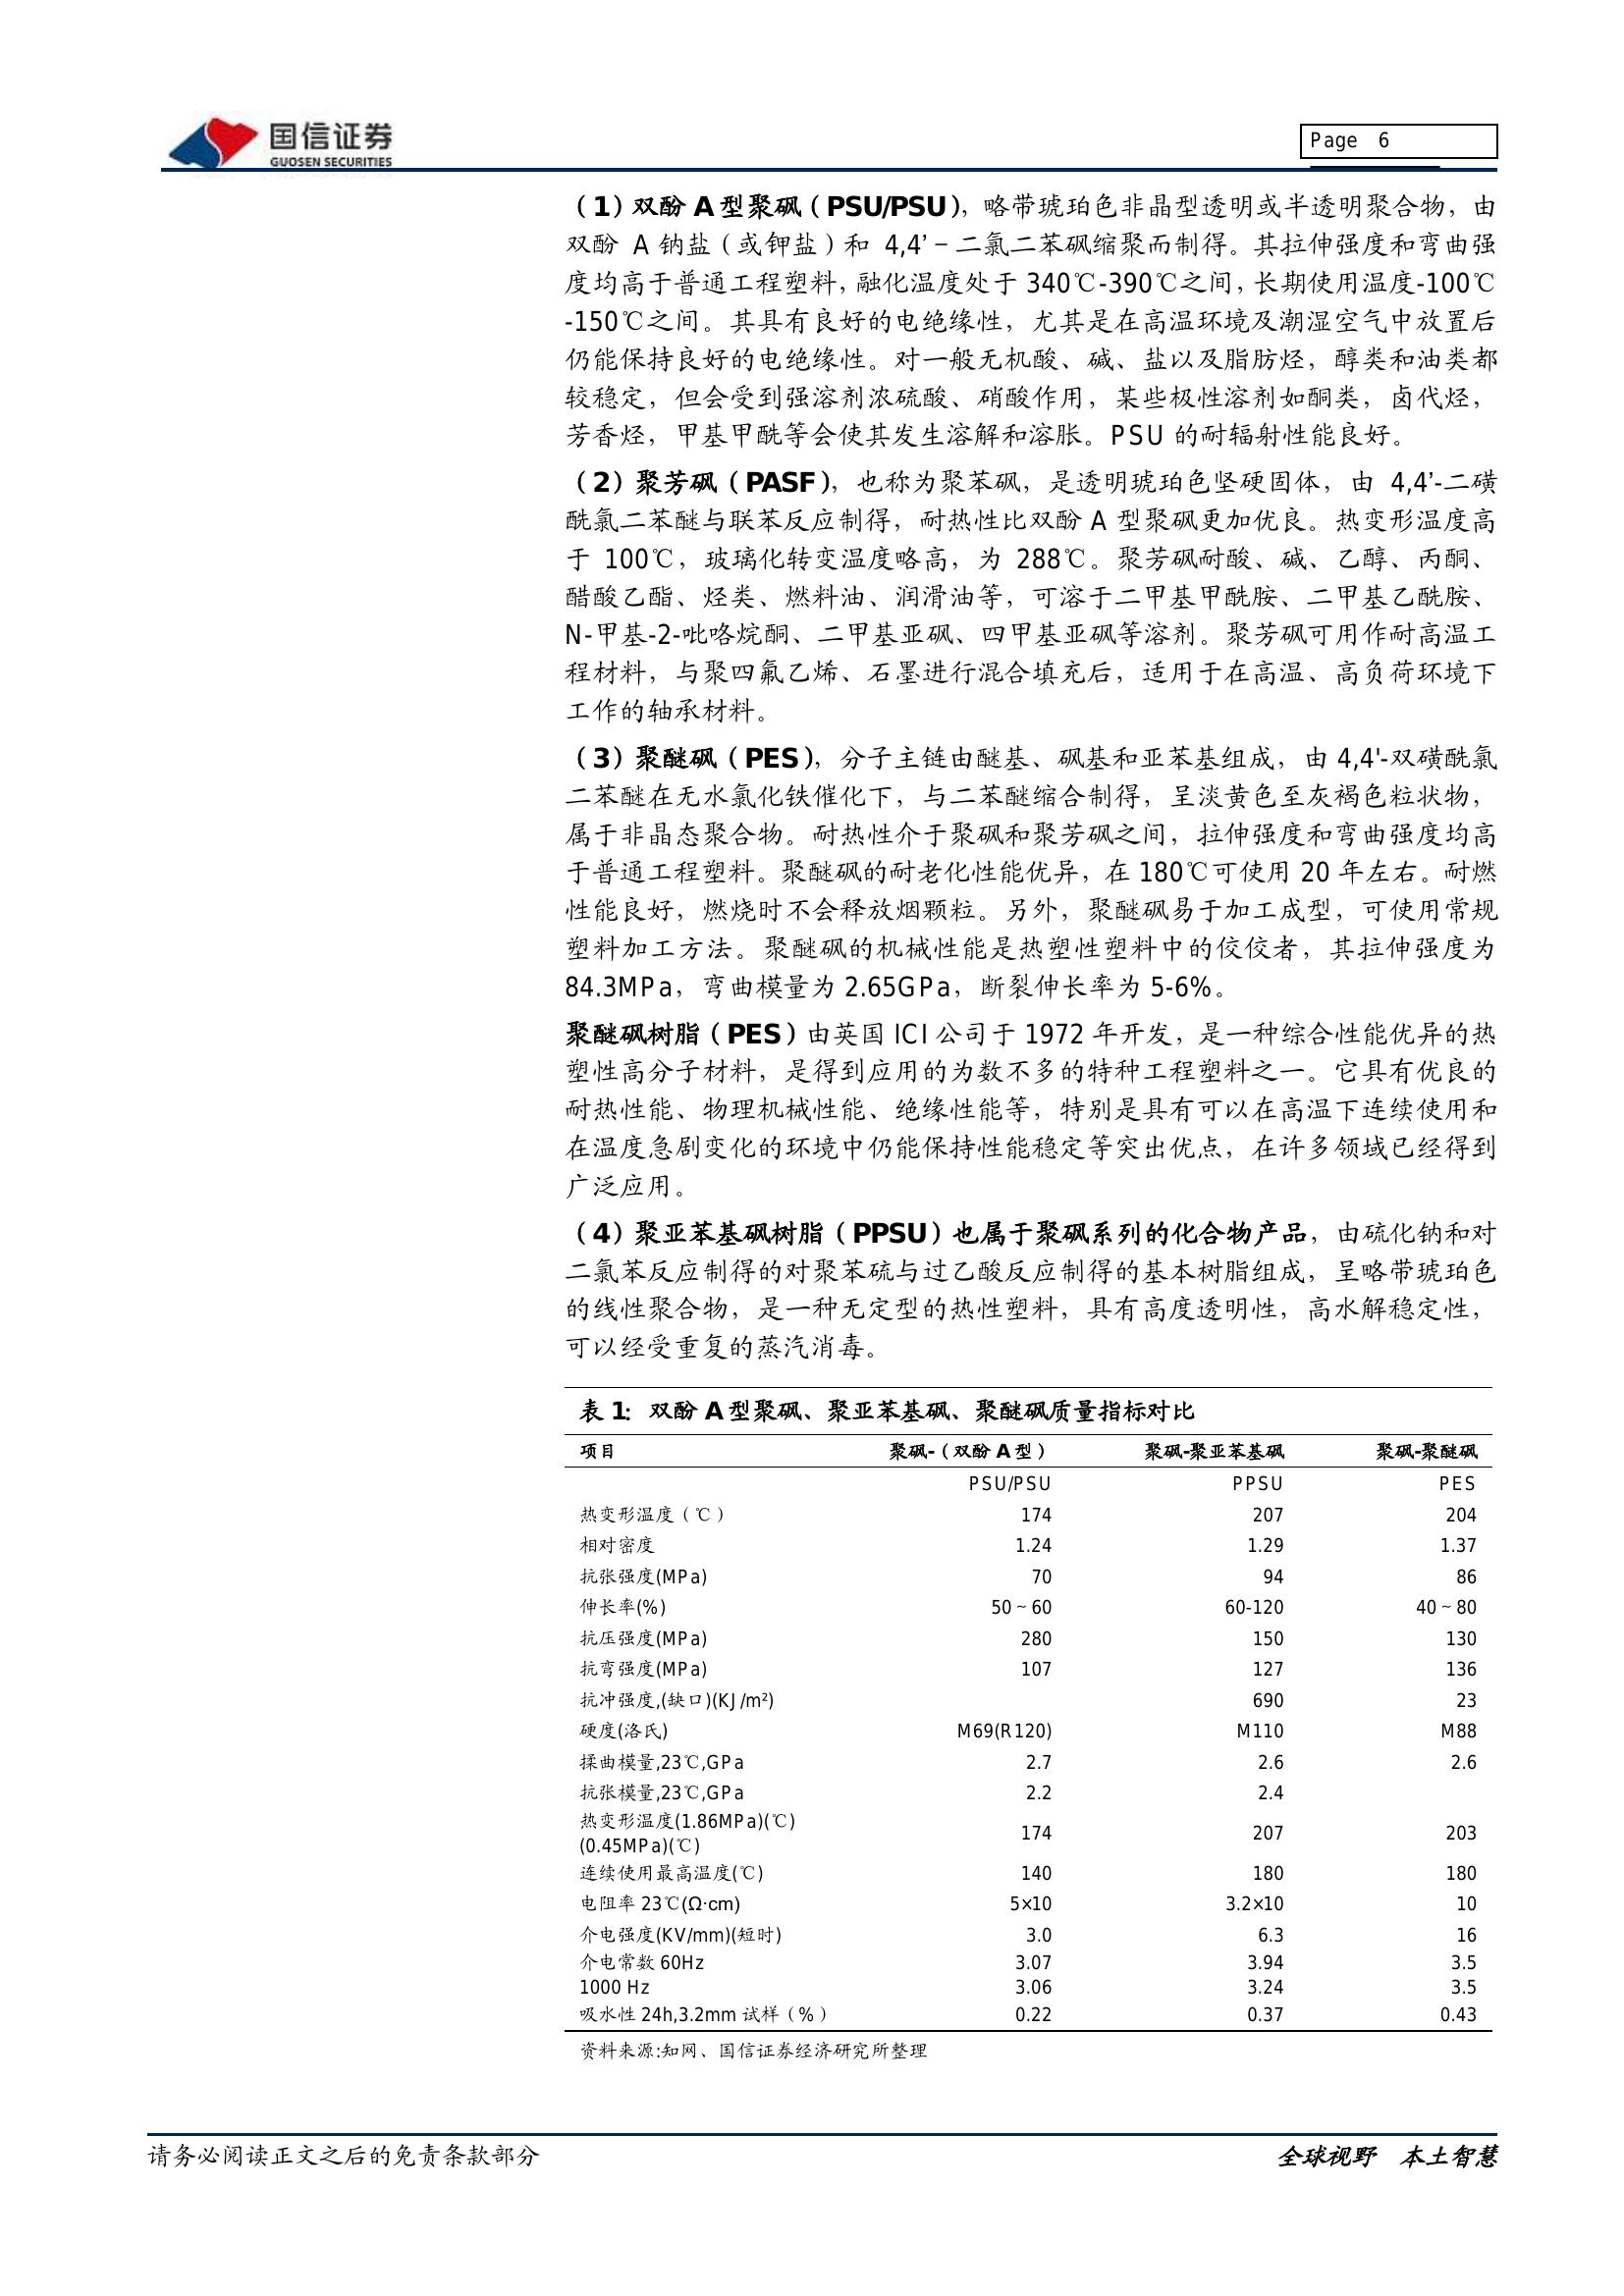 国信证券
GUOSEN SECURITIES
Page 6
（1）双酚 A 型聚砜（PSU/PSU），略带琥珀色非晶型透明或半透明聚合物，由
双酚 A 钠盐（或钾盐）和 4,4’－二氯二苯砜缩聚而制得。其拉伸强度和弯曲强
度均高于普通工程塑料，融化温度处于 340℃-390℃之间，长期使用温度-100℃
-150℃之间。其具有良好的电绝缘性，尤其是在高温环境及潮湿空气中放置后
仍能保持良好的电绝缘性。对一般无机酸、碱、盐以及脂肪烃，醇类和油类都
较稳定，但会受到强溶剂浓硫酸、硝酸作用，某些极性溶剂如酮类，卤代烃，
芳香烃，甲基甲酰等会使其发生溶解和溶胀。PSU 的耐辐射性能良好。
（2）聚芳砜（PASF），也称为聚苯砜，是透明琥珀色坚硬固体，由 4,4’-二磺
酰氯二苯醚与联苯反应制得，耐热性比双酚 A 型聚砜更加优良。热变形温度高
于 100℃，玻璃化转变温度略高，为 288℃。聚芳砜耐酸、碱、乙醇、丙酮、
醋酸乙酯、烃类、燃料油、润滑油等，可溶于二甲基甲酰胺、二甲基乙酰胺、
N-甲基-2-吡咯烷酮、二甲基亚砜、四甲基亚砜等溶剂。聚芳砜可用作耐高温工
程材料，与聚四氟乙烯、石墨进行混合填充后，适用于在高温、高负荷环境下
工作的轴承材料。
（3）聚醚砜（PES），分子主链由醚基、砜基和亚苯基组成，由 4,4'-双磺酰氯
二苯醚在无水氯化铁催化下，与二苯醚缩合制得，呈淡黄色至灰褐色粒状物，
属于非晶态聚合物。耐热性介于聚砜和聚芳砜之间，拉伸强度和弯曲强度均高
于普通工程塑料。聚醚砜的耐老化性能优异，在 180℃可使用 20 年左右。耐燃
性能良好，燃烧时不会释放烟颗粒。另外，聚醚砜易于加工成型，可使用常规
塑料加工方法。聚醚砜的机械性能是热塑性塑料中的佼佼者，其拉伸强度为
84.3MPa，弯曲模量为 2.65GPa，断裂伸长率为 5-6%。
聚醚砜树脂（PES）由英国 ICI 公司于 1972 年开发，是一种综合性能优异的热
塑性高分子材料，是得到应用的为数不多的特种工程塑料之一。它具有优良的
耐热性能、物理机械性能、绝缘性能等，特别是具有可以在高温下连续使用和
在温度急剧变化的环境中仍能保持性能稳定等突出优点，在许多领域已经得到
广泛应用。
（4）聚亚苯基砜树脂（PPSU）也属于聚砜系列的化合物产品，由硫化钠和对
二氯苯反应制得的对聚苯硫与过乙酸反应制得的基本树脂组成，呈略带琥珀色
的线性聚合物，是一种无定型的热性塑料，具有高度透明性，高水解稳定性，
可以经受重复的蒸汽消毒。
表 1：双酚 A 型聚砜、聚亚苯基砜、聚醚砜质量指标对比
项目 聚砜-（双酚 A 型） 聚砜-聚亚苯基砜 聚砜-聚醚砜
PSU/PSU PPSU PES
热变形温度（℃） 174 207 204
相对密度 1.24 1.29 1.37
抗张强度(MPa) 70 94 86
伸长率(%) 50～60 60-120 40～80
抗压强度(MPa) 280 150 130
抗弯强度(MPa) 107 127 136
抗冲强度,(缺口)(KJ/m²) 690 23
硬度(洛氏) M69(R120) M110 M88
揉曲模量,23℃,GPa 2.7 2.6 2.6
抗张模量,23℃,GPa 2.2 2.4
热变形温度(1.86MPa)(℃)
(0.45MPa)(℃) 174 207 203
连续使用最高温度(℃) 140 180 180
电阻率 23℃(Ω·cm) 5×10 3.2×10 10
介电强度(KV/mm)(短时) 3.0 6.3 16
介电常数 60Hz 3.07 3.94 3.5
1000 Hz 3.06 3.24 3.5
吸水性 24h,3.2mm 试样（%） 0.22 0.37 0.43
资料来源:知网、国信证券经济研究所整理
请务必阅读正文之后的免责条款部分 全球视野 本土智慧